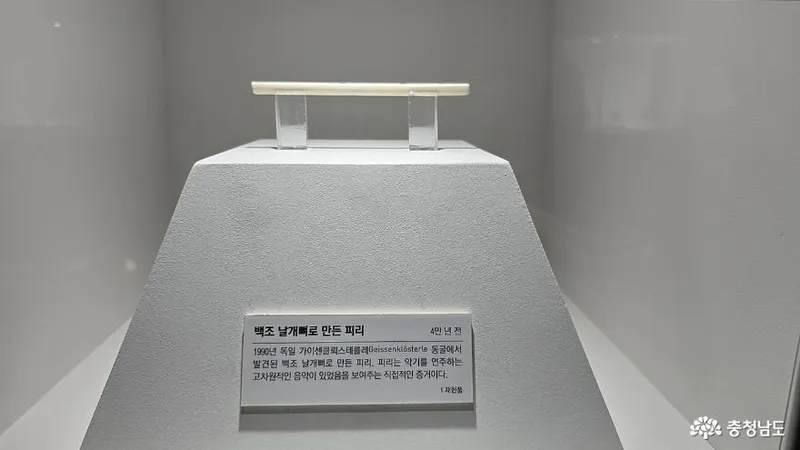 백조 날개뼈로 만든 피리
4만 년 전
1990년 독일 가이센클뢰스테를레Geissenklösterle 동굴에서
발견된 백조 날개뼈로 만든 피리. 피리는 악기를 연주하는
고차원적인 음악이 있었음을 보여주는 직접적인 증거이다.
1 재현품
충청남도